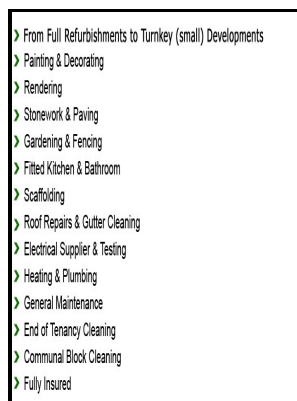 From Full Refurbishments to Turnkey (small) Developments
Painting & Decorating
Rendering
Stonework & Paving
Gardening & Fencing
Fitted Kitchen & Bathroom
Scaffolding
Roof Repairs & Gutter Cleaning
Electrical Supplier & Testing
Heating & Plumbing
General Maintenance
End of Tenancy Cleaning
Communal Block Cleaning
Fully Insured